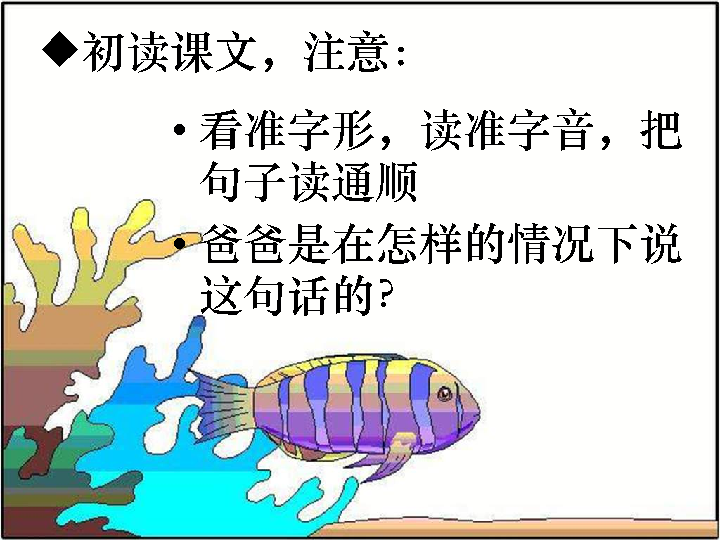 ◆初读课文，注意:
• 看准字形，读准字音，把
句子读通顺
• 爸爸是在怎样的情况下说
这句话的?